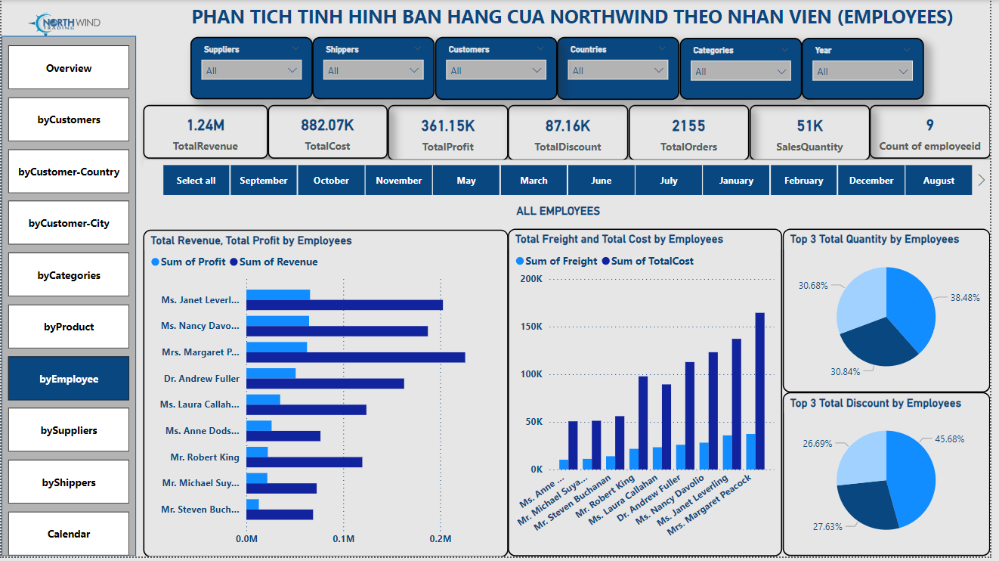 NORTHWIND
TRADING
PHAN TICH TINH HINH BAN HANG CUA NORTHWIND THEO NHAN VIEN (EMPLOYEES)
Overview
byCustomers
byCustomer-Country
byCustomer-City
byCategories
byProduct
byEmployee
bySuppliers
byShippers
Calendar
Suppliers
All
Shippers
All
Customers
All
Countries
All
Categories
All
Year
All
1.24M
TotalRevenue
882.07K
TotalCost
361.15K
TotalProfit
87.16K
TotalDiscount
2155
TotalOrders
51K
SalesQuantity
9
Count of employeeid
Select all
September
October
November
May
March
June
July
January
February
December
August
ALL EMPLOYEES
Total Revenue, Total Profit by Employees
Sum of Profit
Sum of Revenue
Ms. Janet Leverl...
Ms. Nancy Davo...
Mrs. Margaret P...
Dr. Andrew Fuller
Ms. Laura Callah...
Ms. Anne Dods...
Mr. Robert King
Mr. Michael Suy...
Mr. Steven Buch...
0.0M
0.1M
0.2M
Total Freight and Total Cost by Employees
Sum of Freight
Sum of TotalCost
200K
150K
100K
50K
0K
Ms. Anne ...
Mr. Michael Suya...
Mr. Steven Buchanan
Mr. Robert King
Ms. Laura Callahan
Dr. Andrew Fuller
Ms. Nancy Davolio
Ms. Janet Leverling
Mrs. Margaret Peacock
Top 3 Total Quantity by Employees
30.68%
38.48%
30.84%
Top 3 Total Discount by Employees
26.69%
45.68%
27.63%